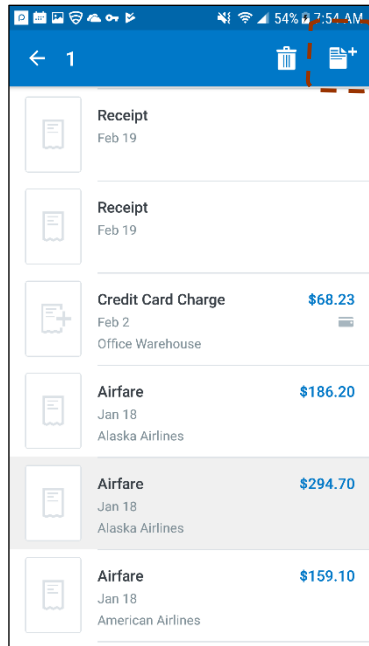 54% 7:54 AM
1
Receipt
Feb 19
Receipt
Feb 19
Credit Card Charge $68.23
Feb 2
Office Warehouse
Airfare $186.20
Jan 18
Alaska Airlines
Airfare $294.70
Jan 18
Alaska Airlines
Airfare $159.10
Jan 18
American Airlines